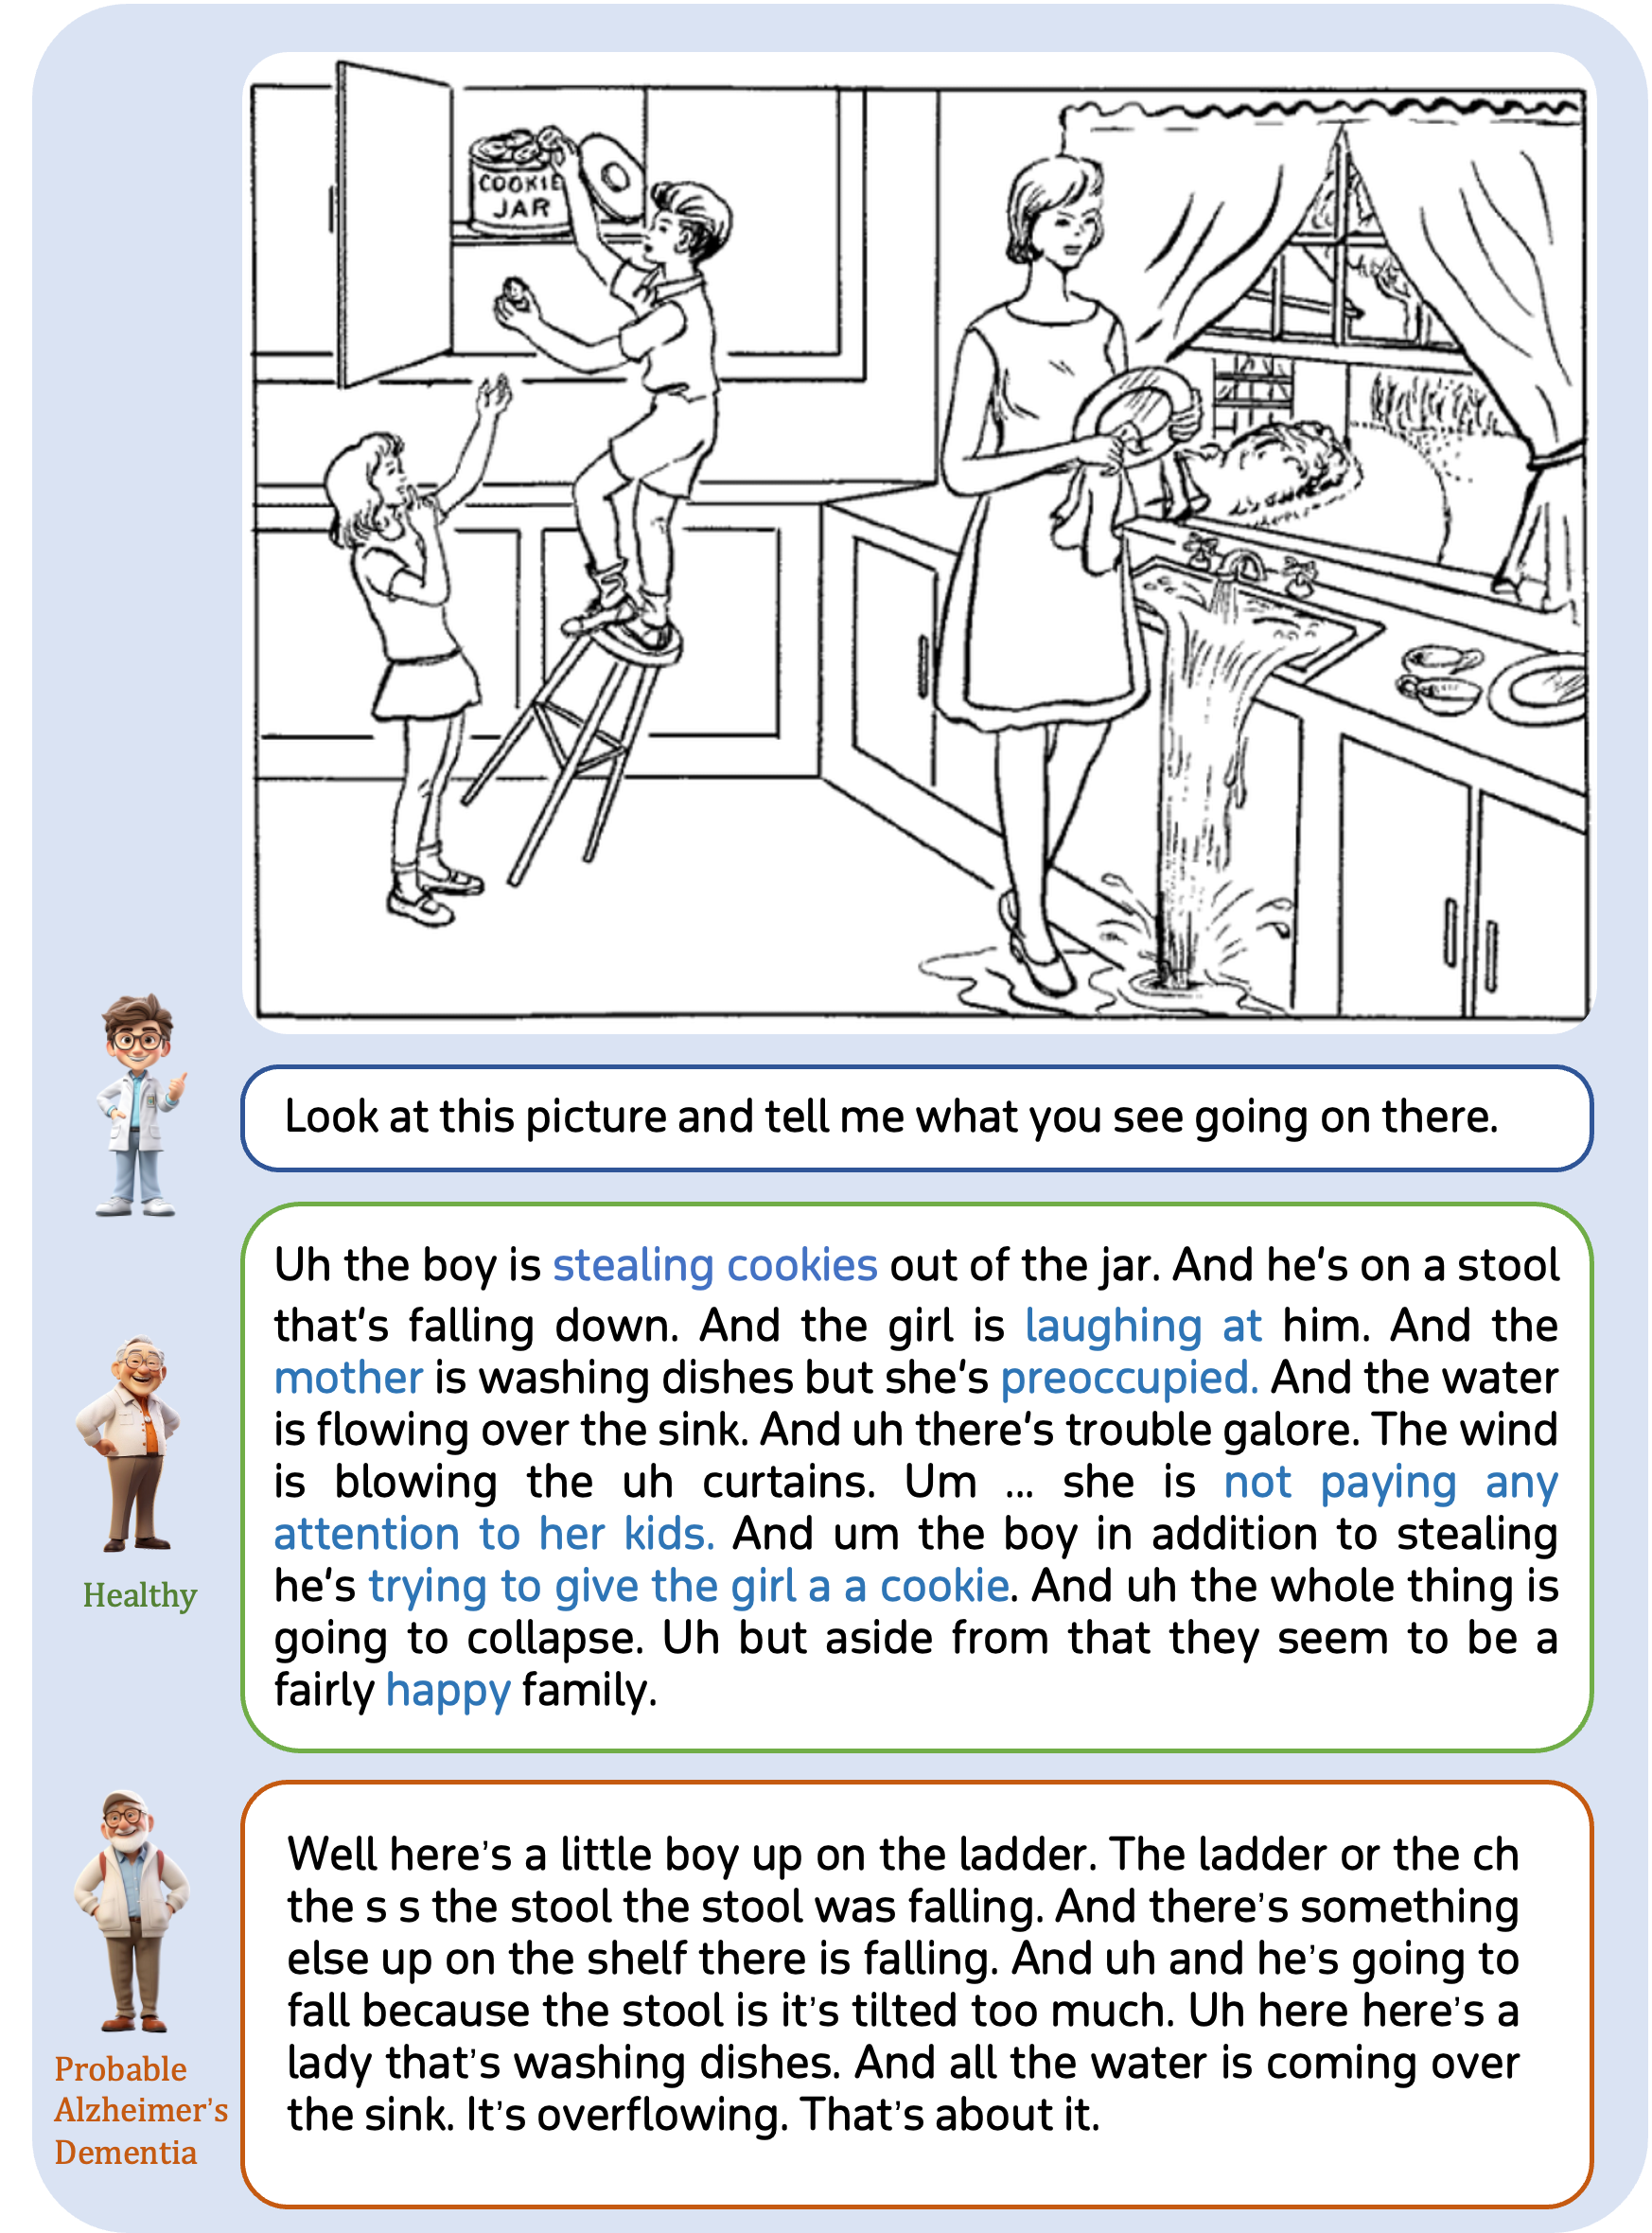 COOKIE
JAR
Look at this picture and tell me what you see going on there.
Uh the boy is stealing cookies out of the jar. And he's on a stool
that's falling down. And the girl is laughing at him. And the
mother is washing dishes but she's preoccupied. And the water
is flowing over the sink. And uh there's trouble galore. The wind
is blowing the uh curtains. Um ... she is not paying any
attention to her kids. And um the boy in addition to stealing
he's trying to give the girl a a cookie. And uh the whole thing is
going to collapse. Uh but aside from that they seem to be a
fairly happy family.
Healthy
Well here's a little boy up on the ladder. The ladder or the ch
the s s the stool the stool was falling. And there's something
else up on the shelf there is falling. And uh and he's going to
fall because the stool is it's tilted too much. Uh here here's a
lady that's washing dishes. And all the water is coming over
the sink. It's overflowing. That's about it.
Probable
Alzheimer's
Dementia